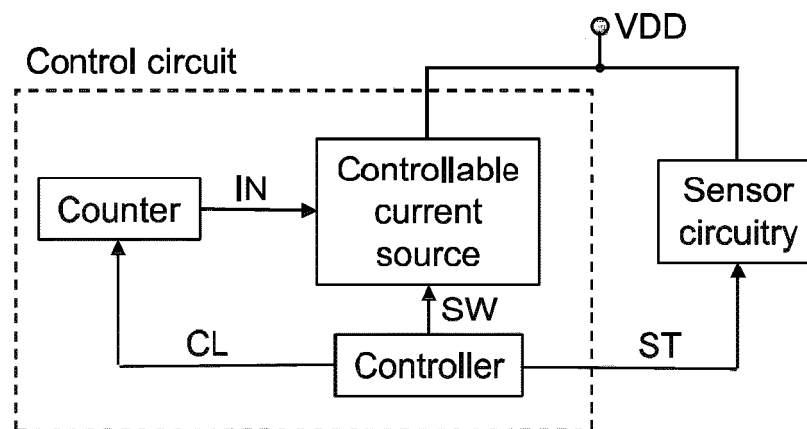 VDD
Control circuit
Controllable
current
source
IN
Counter
Sensor
circuitry
SW
CL
Controller
ST